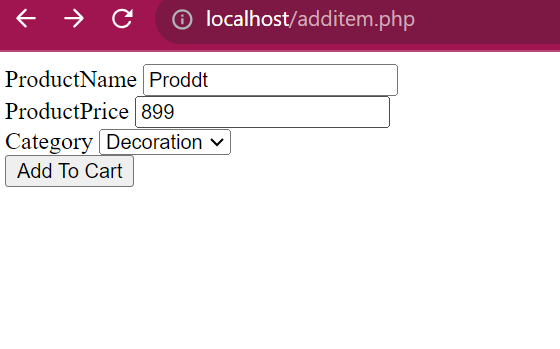 localhost/additem.php
ProductName Proddt
ProductPrice 899
Category Decoration
Add To Cart